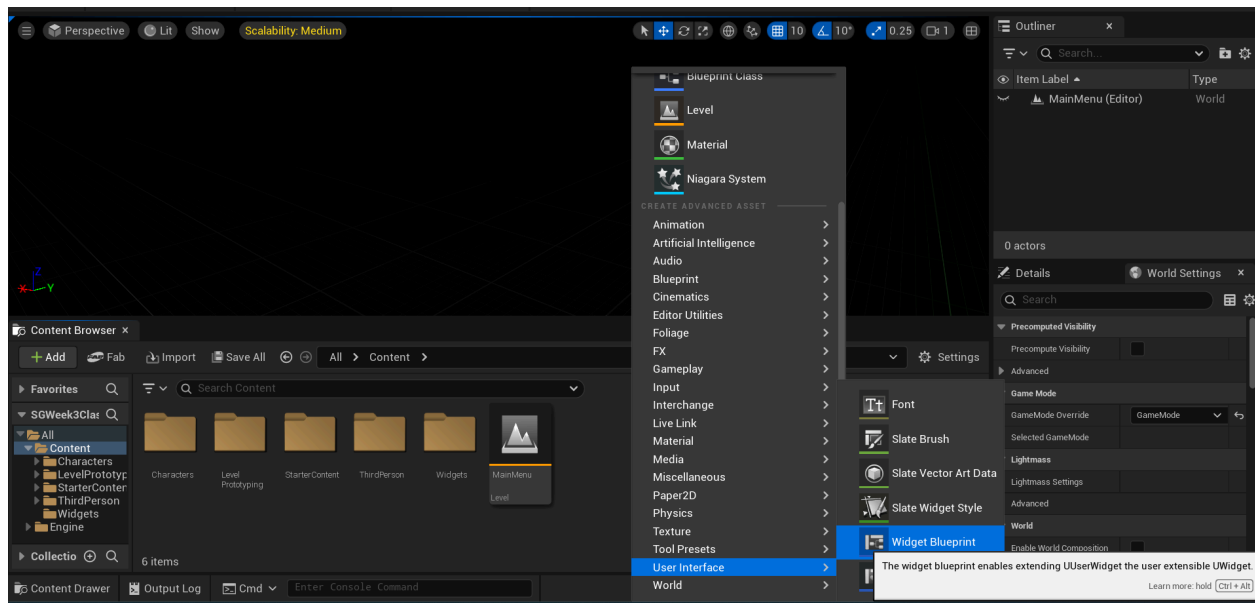 Perspective Lit Show Scalability: Medium 10 10° 0.25 1
Z
Y
Blueprint Class
Level
Material
Niagara System
CREATE ADVANCED ASSET
Animation
Artificial Intelligence
Audio
Blueprint
Cinematics
Editor Utilities
Foliage
FX
Gameplay
Input
Interchange
Live Link
Material
Media
Miscellaneous
Paper2D
Physics
Texture
Tool Presets
User Interface
World
Font
Slate Brush
Slate Vector Art Data
Slate Widget Style
Widget Blueprint
The widget blueprint enables extending UUserWidget the user extensible UWidget.
Learn more: hold Ctrl + Alt
Outliner
Search...
Item Label Type
MainMenu (Editor) World
0 actors
Details World Settings
Search
Precomputed Visibility
Precompute Visibility
Advanced
Game Mode
GameMode Override GameMode
Selected GameMode
Lightmass
Lightmass Settings
Advanced
World
Enable World Composition
Content Browser
Add Fab Import Save All All > Content > Settings
Favorites
Search Content
SGWeek3Clas
All
Content
Characters
LevelPrototyp
StarterConten
ThirdPerson
Widgets
Engine
Collectio
Characters
Level
Prototyping
StarterContent
ThirdPerson
Widgets
MainMenu
Level
6 items
Content Drawer Output Log Cmd Enter Console Command